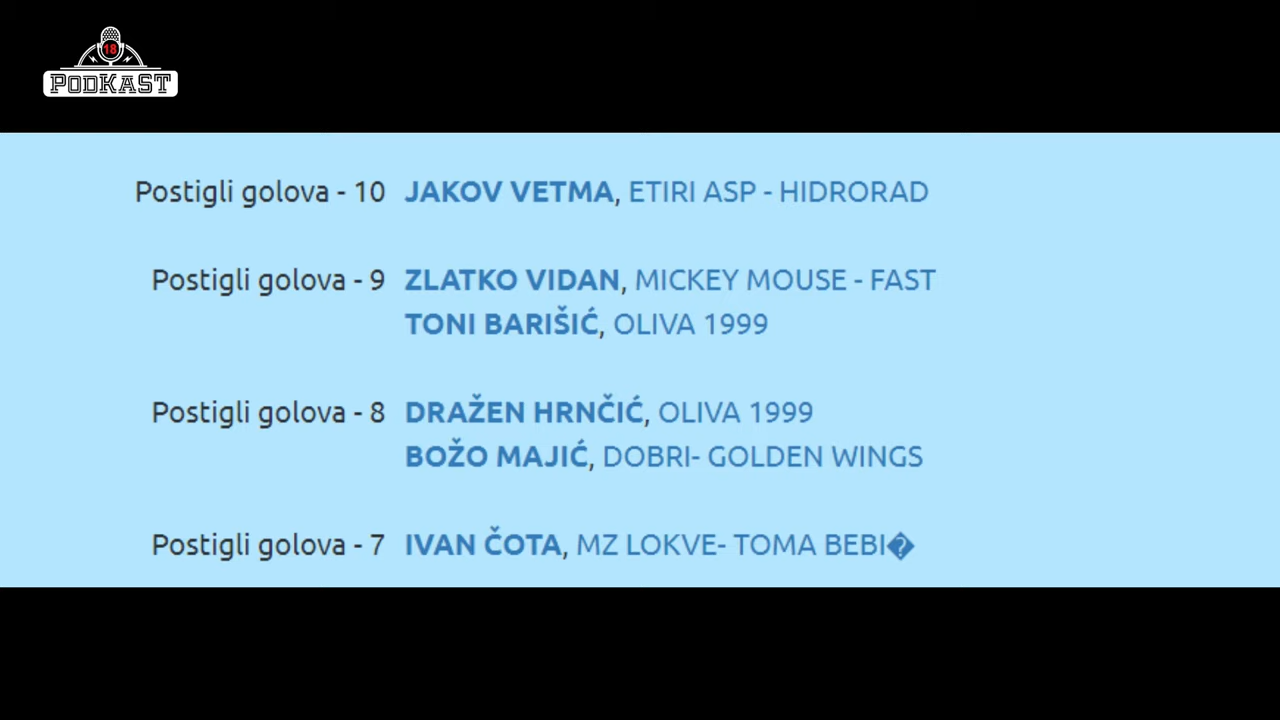 18
PODKAST
Postigli golova - 10 JAKOV VETMA, ETIRI ASP - HIDRORAD
Postigli golova - 9 ZLATKO VIDAN, MICKEY MOUSE - FAST
TONI BARIŠIĆ, OLIVA 1999
Postigli golova - 8 DRAŽEN HRNČIĆ, OLIVA 1999
BOŽO MAJIĆ, DOBRI- GOLDEN WINGS
Postigli golova - 7 IVAN ČOTA, MZ LOKVE- TOMA BEBI�